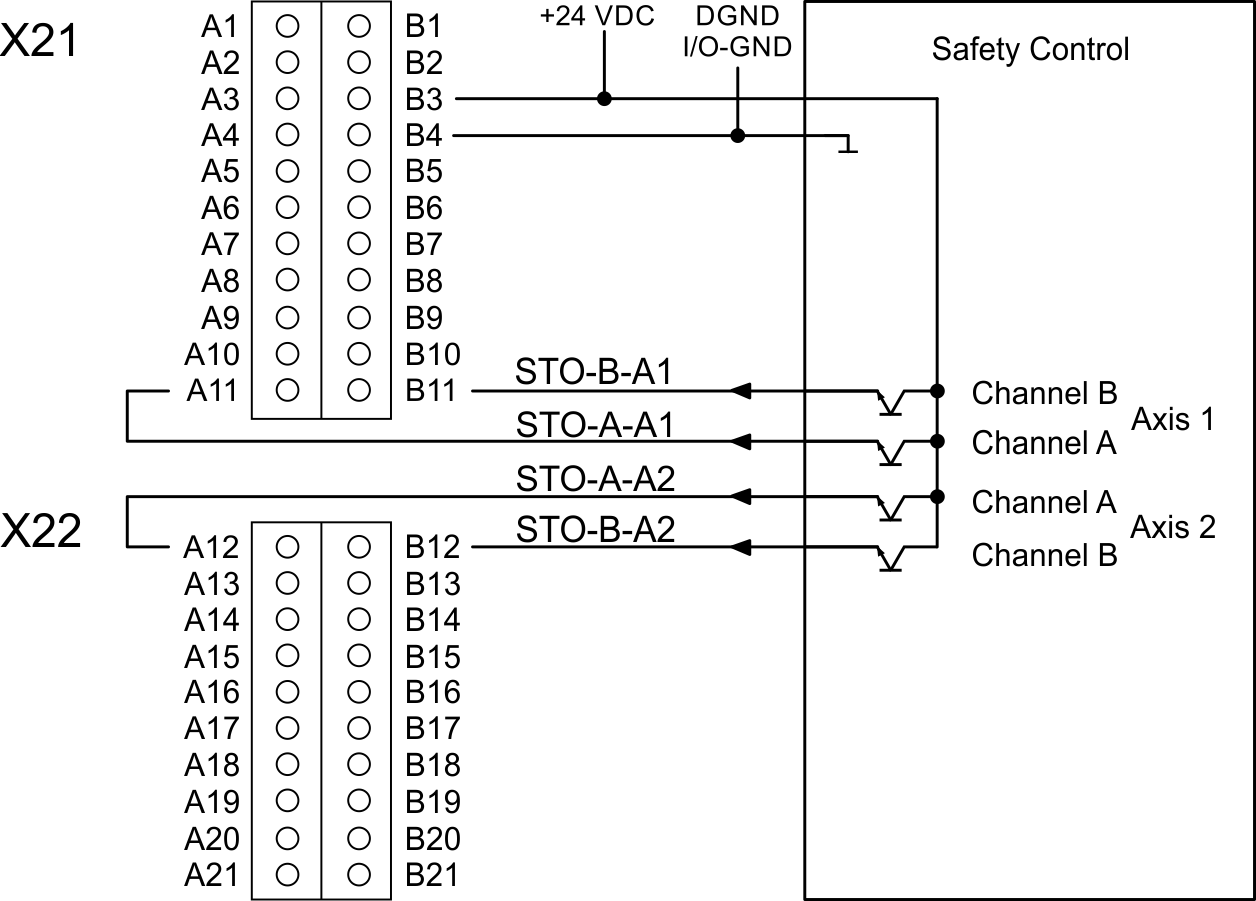 X21
+24 VDC
DGND
I/O-GND
Safety Control
A1 B1
A2 B2
A3 B3
A4 B4
A5 B5
A6 B6
A7 B7
A8 B8
A9 B9
A10 B10
A11 B11
STO-B-A1
Channel B
Axis 1
STO-A-A1
Channel A
STO-A-A2
Channel A
Axis 2
STO-B-A2
Channel B
X22
A12 B12
A13 B13
A14 B14
A15 B15
A16 B16
A17 B17
A18 B18
A19 B19
A20 B20
A21 B21